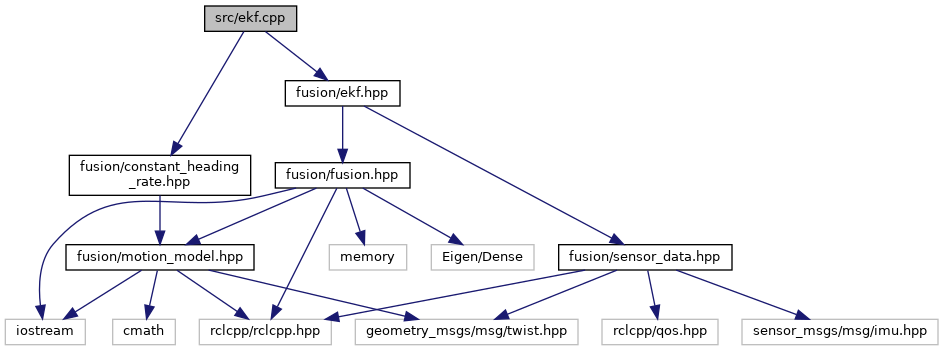 src/ekf.cpp
fusion/ekf.hpp
fusion/constant_heading
_rate.hpp
fusion/fusion.hpp
fusion/motion_model.hpp
memory
Eigen/Dense
fusion/sensor_data.hpp
iostream
cmath
rclcpp/rclcpp.hpp
geometry_msgs/msg/twist.hpp
rclcpp/qos.hpp
sensor_msgs/msg/imu.hpp